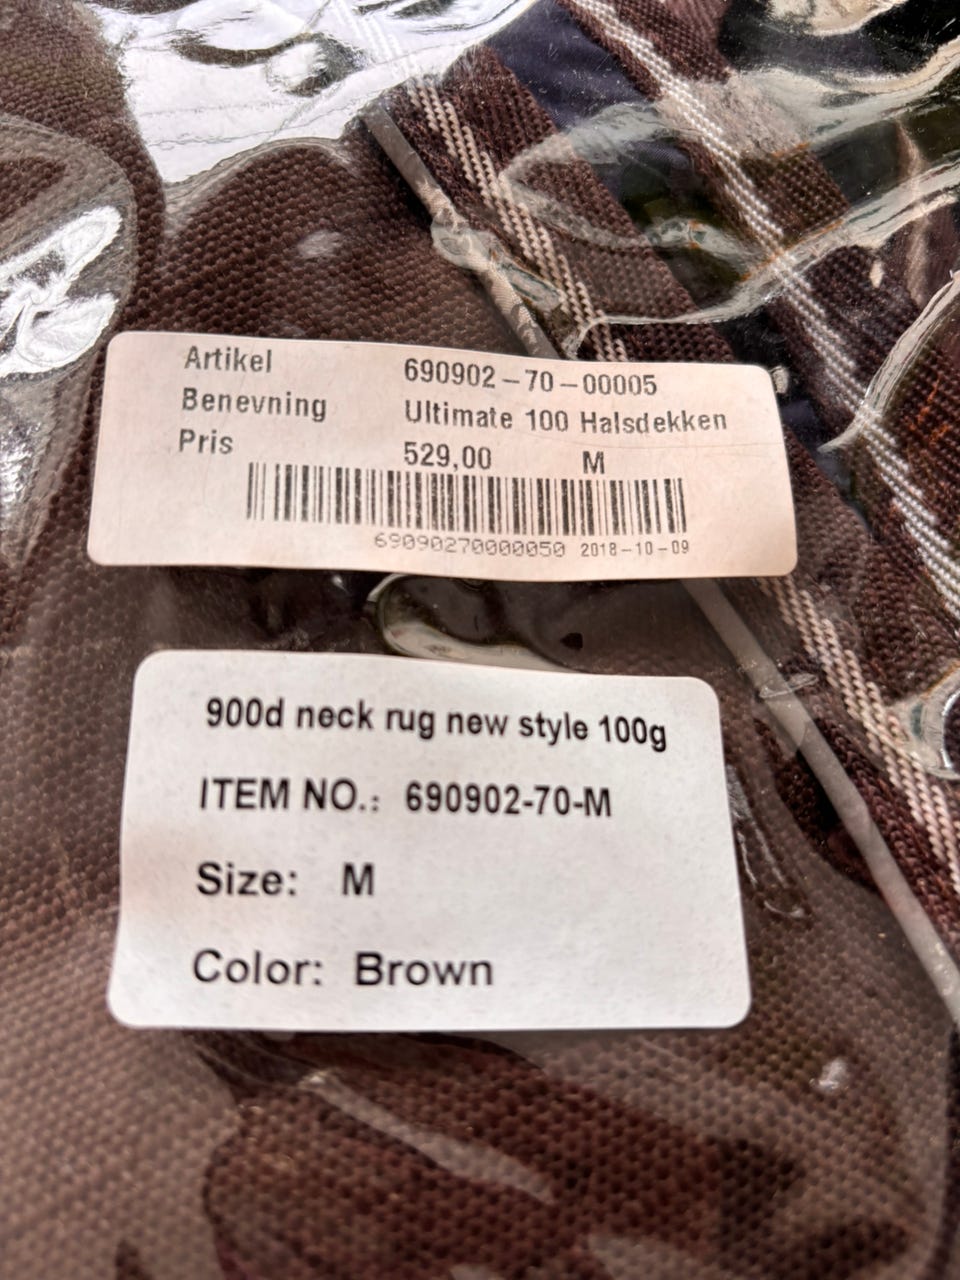 Artikel 690902-70-00005
Benevning Ultimate 100 Halsdekken
Pris 529,00 M
69090270000050 2018-10-09
900d neck rug new style 100g
ITEM NO.: 690902-70-M
Size: M
Color: Brown